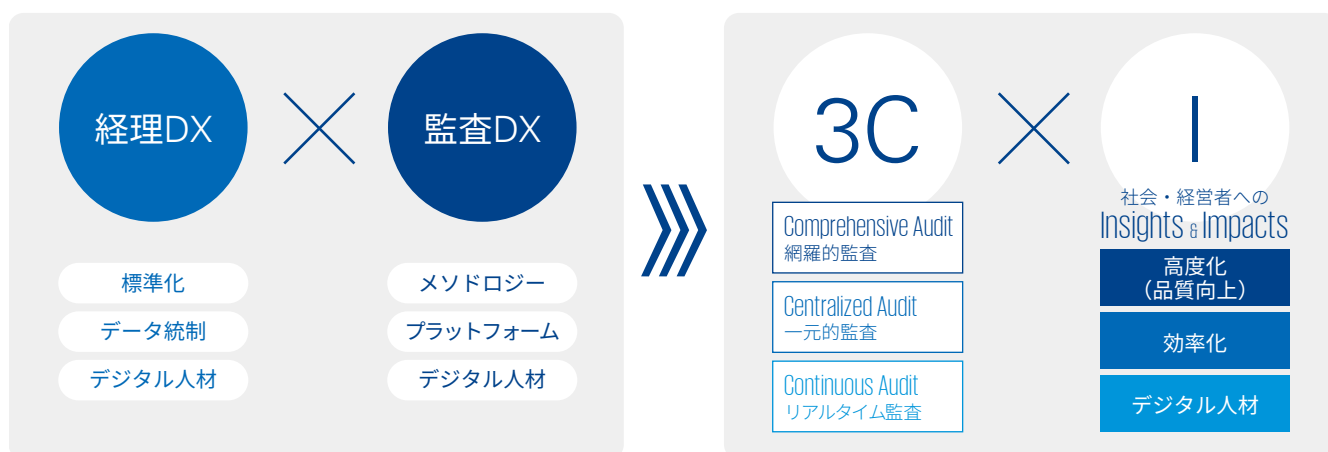 経理DX
監査DX
標準化
データ統制
デジタル人材
メソドロジー
プラットフォーム
デジタル人材
3C
Comprehensive Audit
網羅的監査
Centralized Audit
一元的監査
Continuous Audit
リアルタイム監査
I
社会・経営者への
Insights & Impacts
高度化
（品質向上）
効率化
デジタル人材